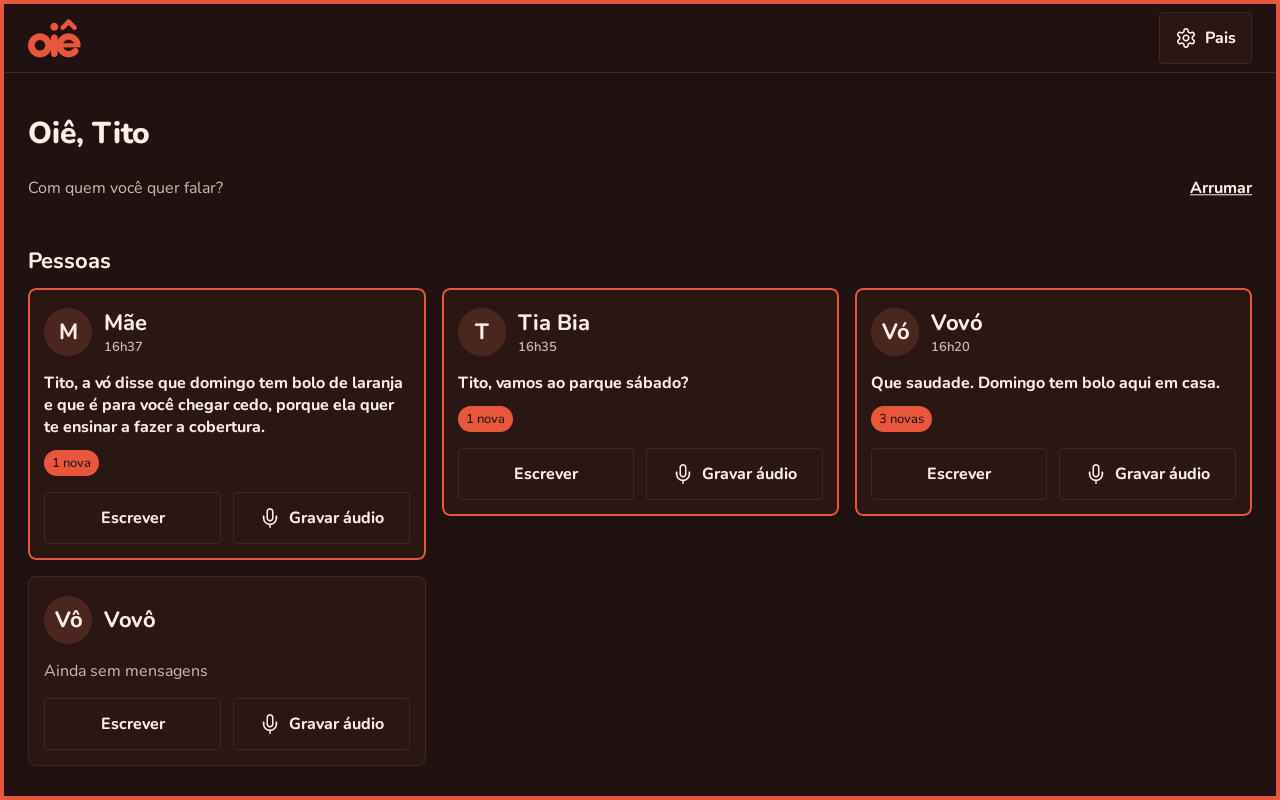 oiê
Pais
Oiê, Tito
Com quem você quer falar?
Arrumar
Pessoas
M
Mãe
16h37
Tito, a vó disse que domingo tem bolo de laranja
e que é para você chegar cedo, porque ela quer
te ensinar a fazer a cobertura.
1 nova
Escrever
Gravar áudio
T
Tia Bia
16h35
Tito, vamos ao parque sábado?
1 nova
Escrever
Gravar áudio
Vó
Vovó
16h20
Que saudade. Domingo tem bolo aqui em casa.
3 novas
Escrever
Gravar áudio
Vô
Vovô
Ainda sem mensagens
Escrever
Gravar áudio